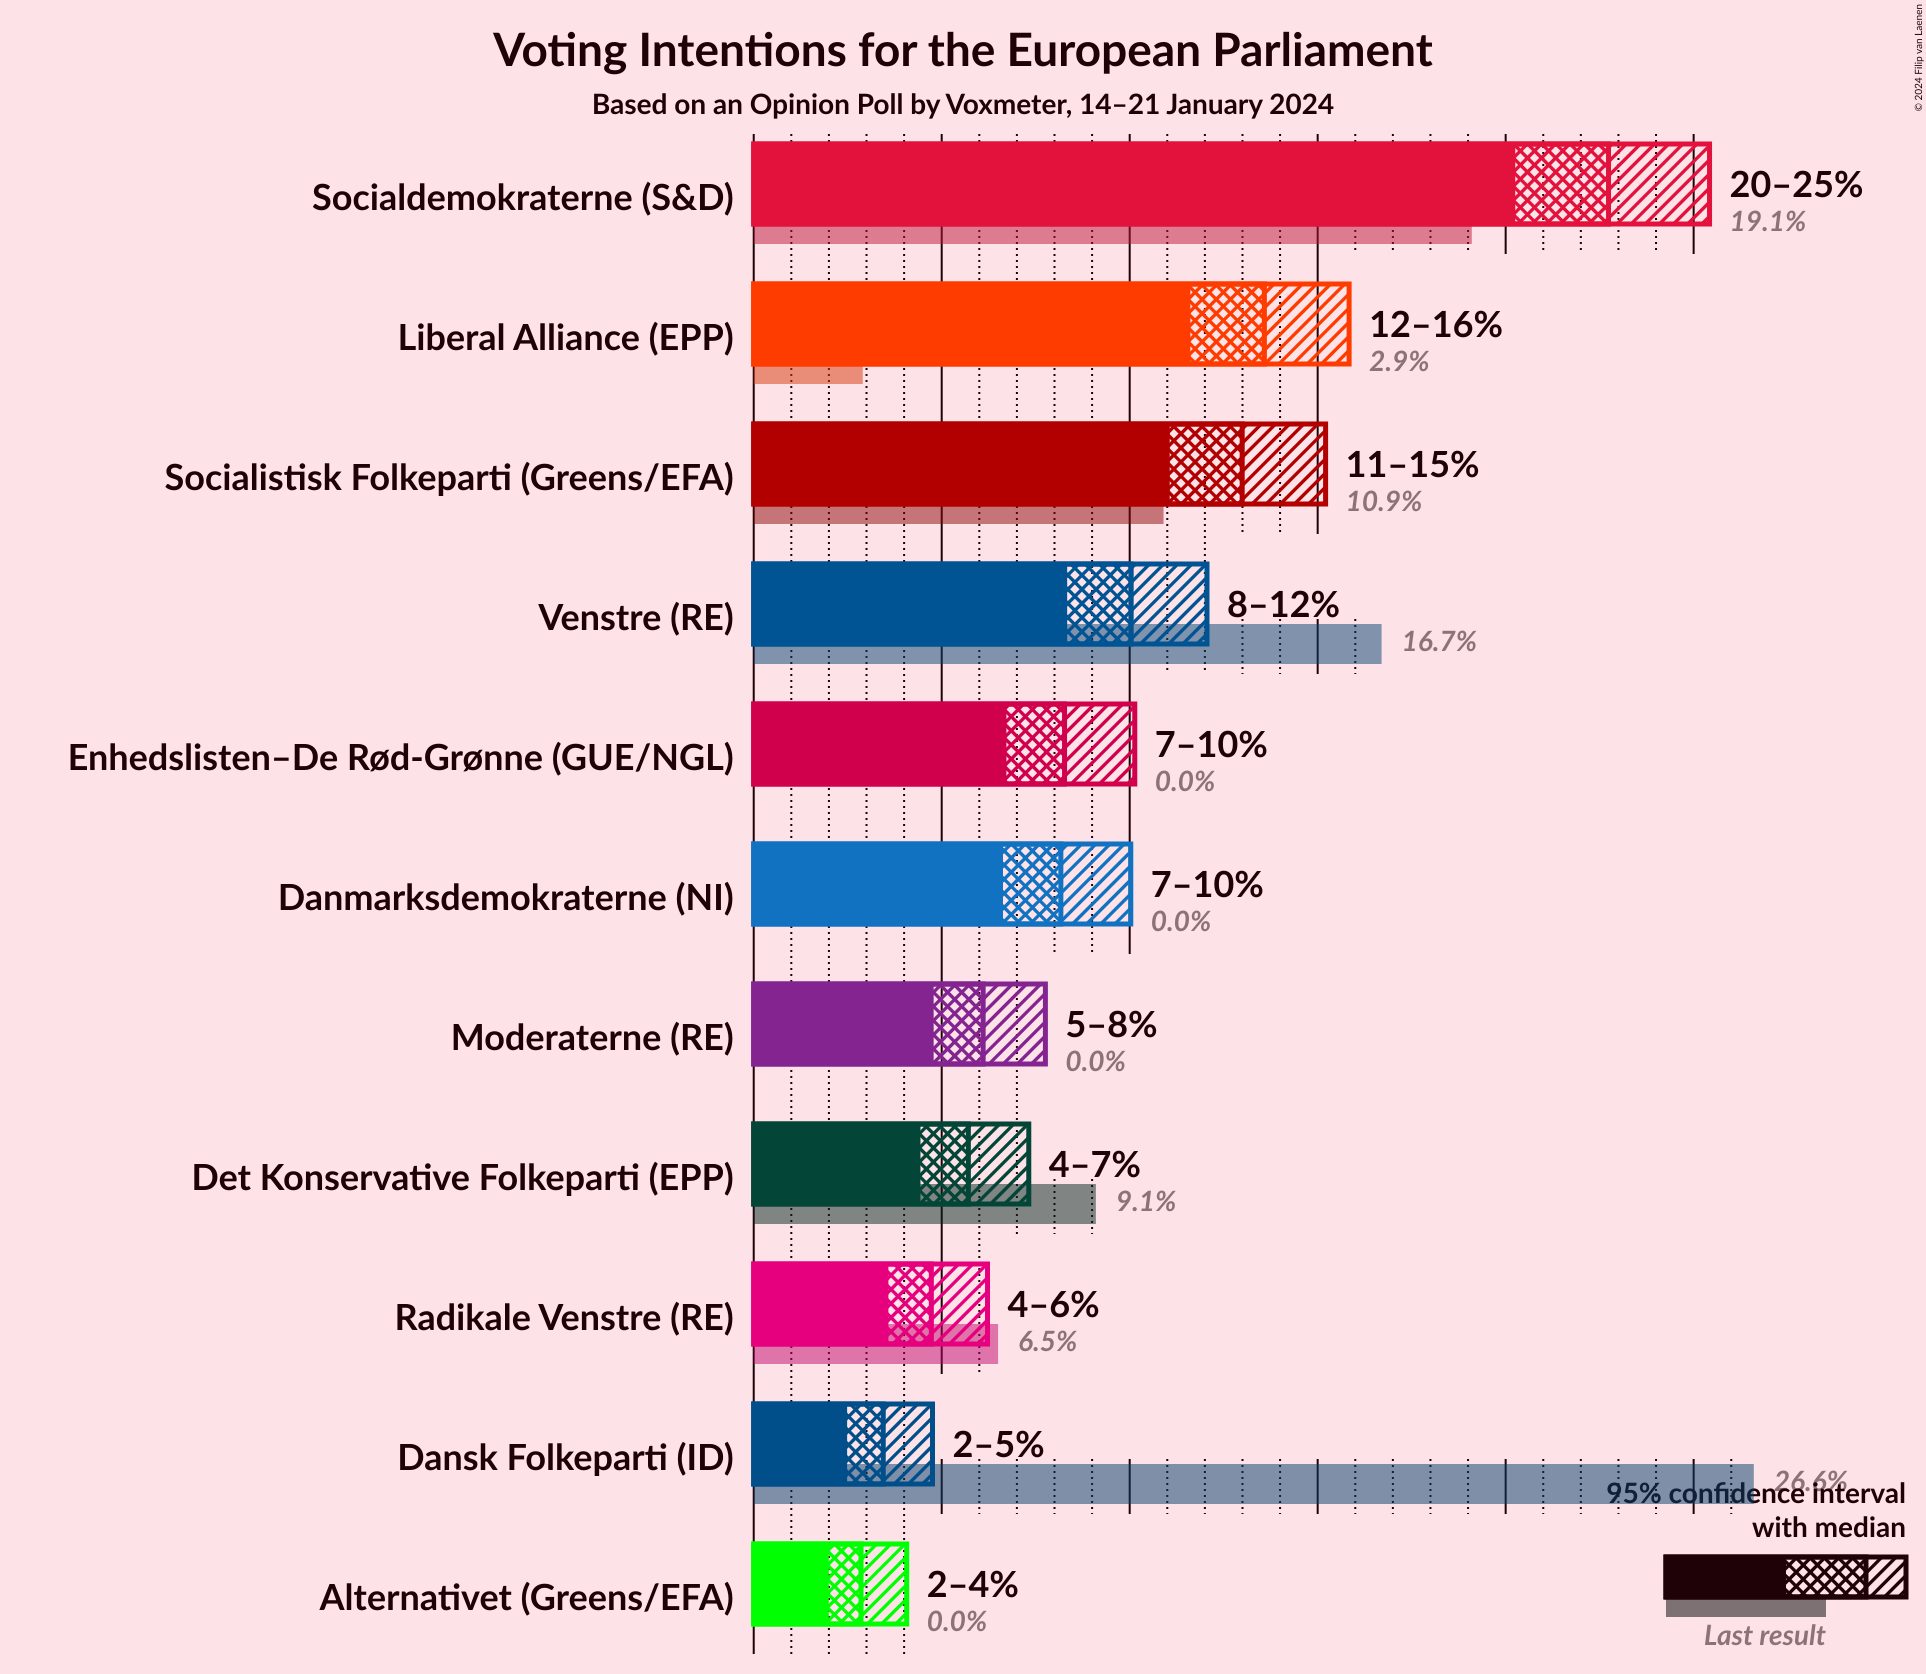 © 2024 Filip van Laenen
Voting Intentions for the European Parliament
Based on an Opinion Poll by Voxmeter, 14–21 January 2024
Socialdemokraterne (S&D)
20–25%
19.1%
Liberal Alliance (EPP)
12–16%
2.9%
Socialistisk Folkeparti (Greens/EFA)
11–15%
10.9%
Venstre (RE)
8–12%
16.7%
Enhedslisten–De Rød-Grønne (GUE/NGL)
7–10%
0.0%
Danmarksdemokraterne (NI)
7–10%
0.0%
Moderaterne (RE)
5–8%
0.0%
Det Konservative Folkeparti (EPP)
4–7%
9.1%
Radikale Venstre (RE)
4–6%
6.5%
Dansk Folkeparti (ID)
2–5%
26.6%
95% confidence interval
with median
Last result
Alternativet (Greens/EFA)
2–4%
0.0%